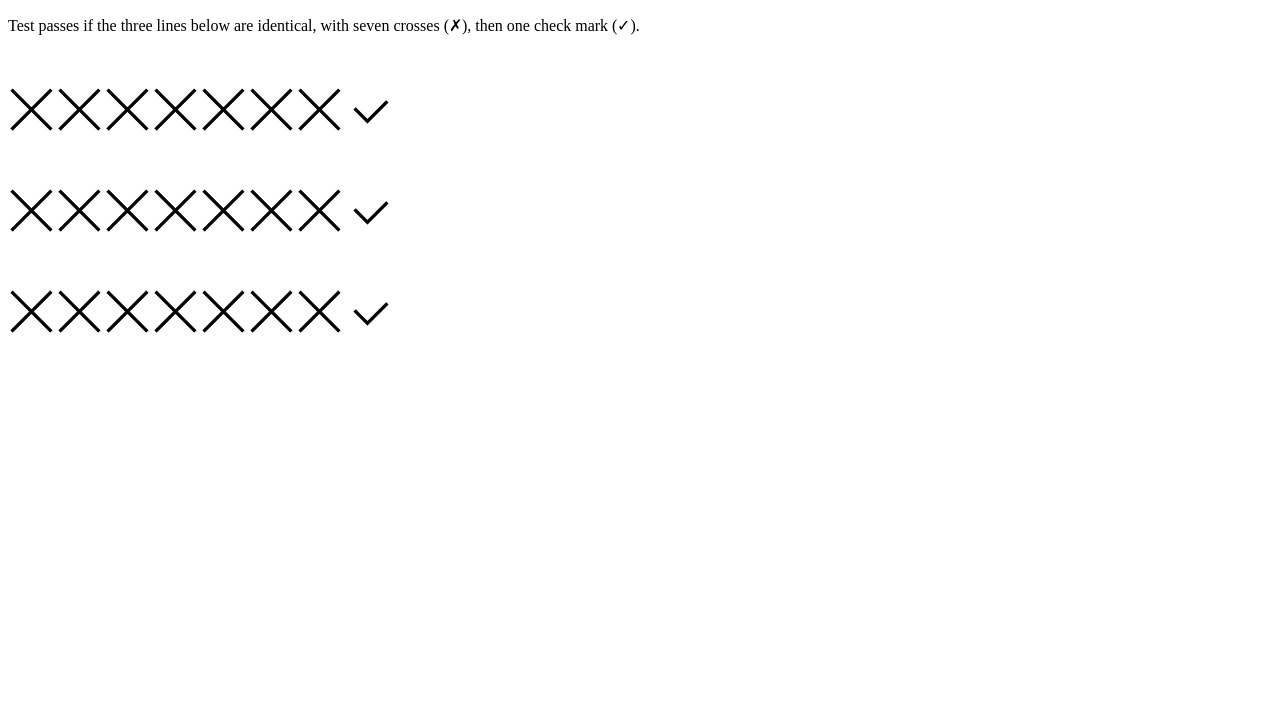 Test passes if the three lines below are identical, with seven crosses (✗), then one check mark (✓).
✗✗✗✗✗✗✗✓
✗✗✗✗✗✗✗✓
✗✗✗✗✗✗✗✓